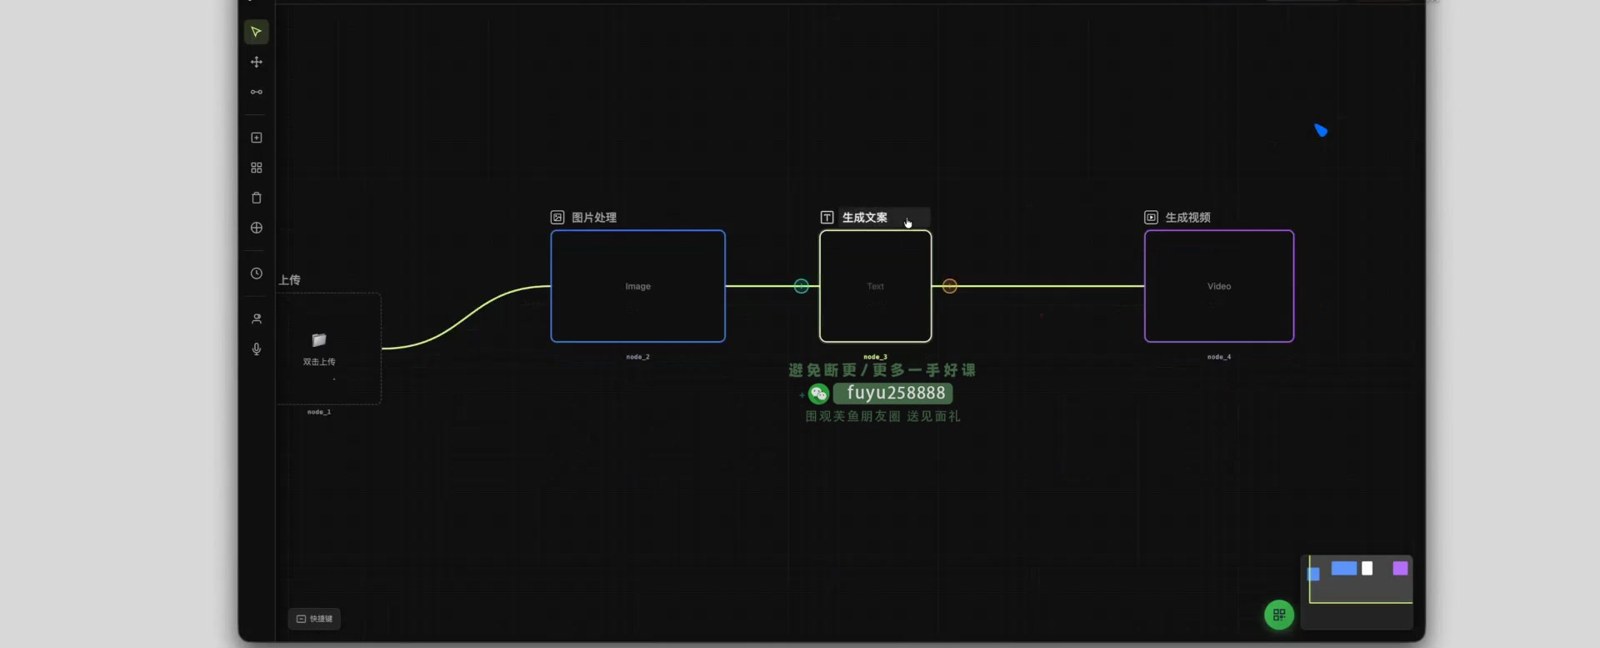 图片处理
生成文案
生成视频
上传
Image
Text
Video
双击上传
node_1
node_2
node_3
node_4
避免断更/更多一手好课
fuyu258888
围观芙鱼朋友圈 送见面礼
快捷键